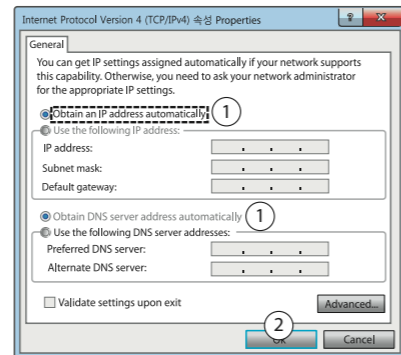 Internet Protocol Version 4 (TCP/IPv4) 속성 Properties
? X
General
You can get IP settings assigned automatically if your network supports
this capability. Otherwise, you need to ask your network administrator
for the appropriate IP settings.
Obtain an IP address automatically 1
Use the following IP address:
IP address: . . .
Subnet mask: . . .
Default gateway: . . .
Obtain DNS server address automatically 1
Use the following DNS server addresses:
Preferred DNS server: . . .
Alternate DNS server: . . .
Validate settings upon exit
Advanced...
2
Cancel